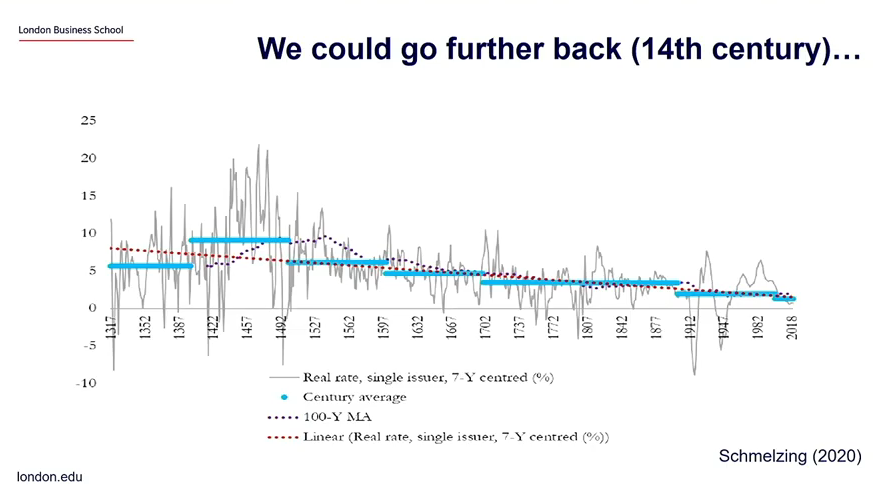 London Business School
We could go further back (14th century)…
25
20
15
10
5
0
-5
-10
1317 1352 1387 1422 1457 1492 1527 1562 1597 1632 1667 1702 1737 1772 1807 1842 1877 1912 1947 1982 2018
Real rate, single issuer, 7-Y centred (%)
Century average
100-Y MA
Linear (Real rate, single issuer, 7-Y centred (%))
Schmelzing (2020)
london.edu